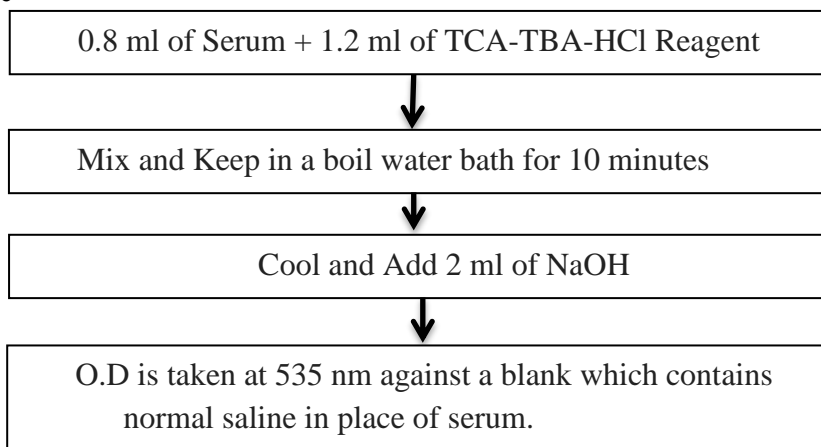 0.8 ml of Serum + 1.2 ml of TCA-TBA-HCl Reagent
Mix and Keep in a boil water bath for 10 minutes
Cool and Add 2 ml of NaOH
O.D is taken at 535 nm against a blank which contains
normal saline in place of serum.